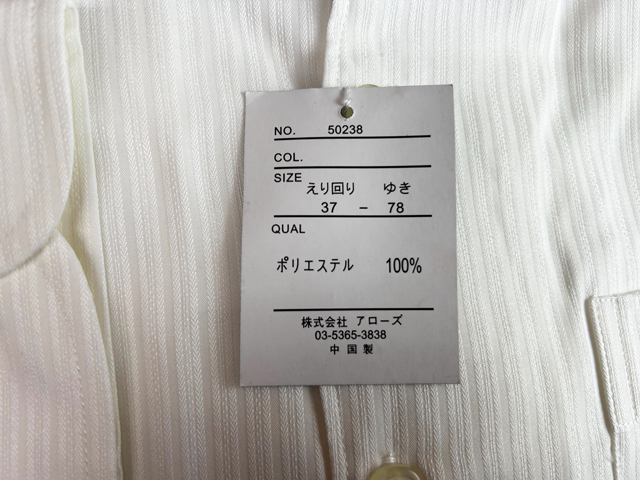 NO. 50238
COL.
SIZE
えり回り ゆき
37 – 78
QUAL
ポリエステル 100%
株式会社 アローズ
03-5365-3838
中国製